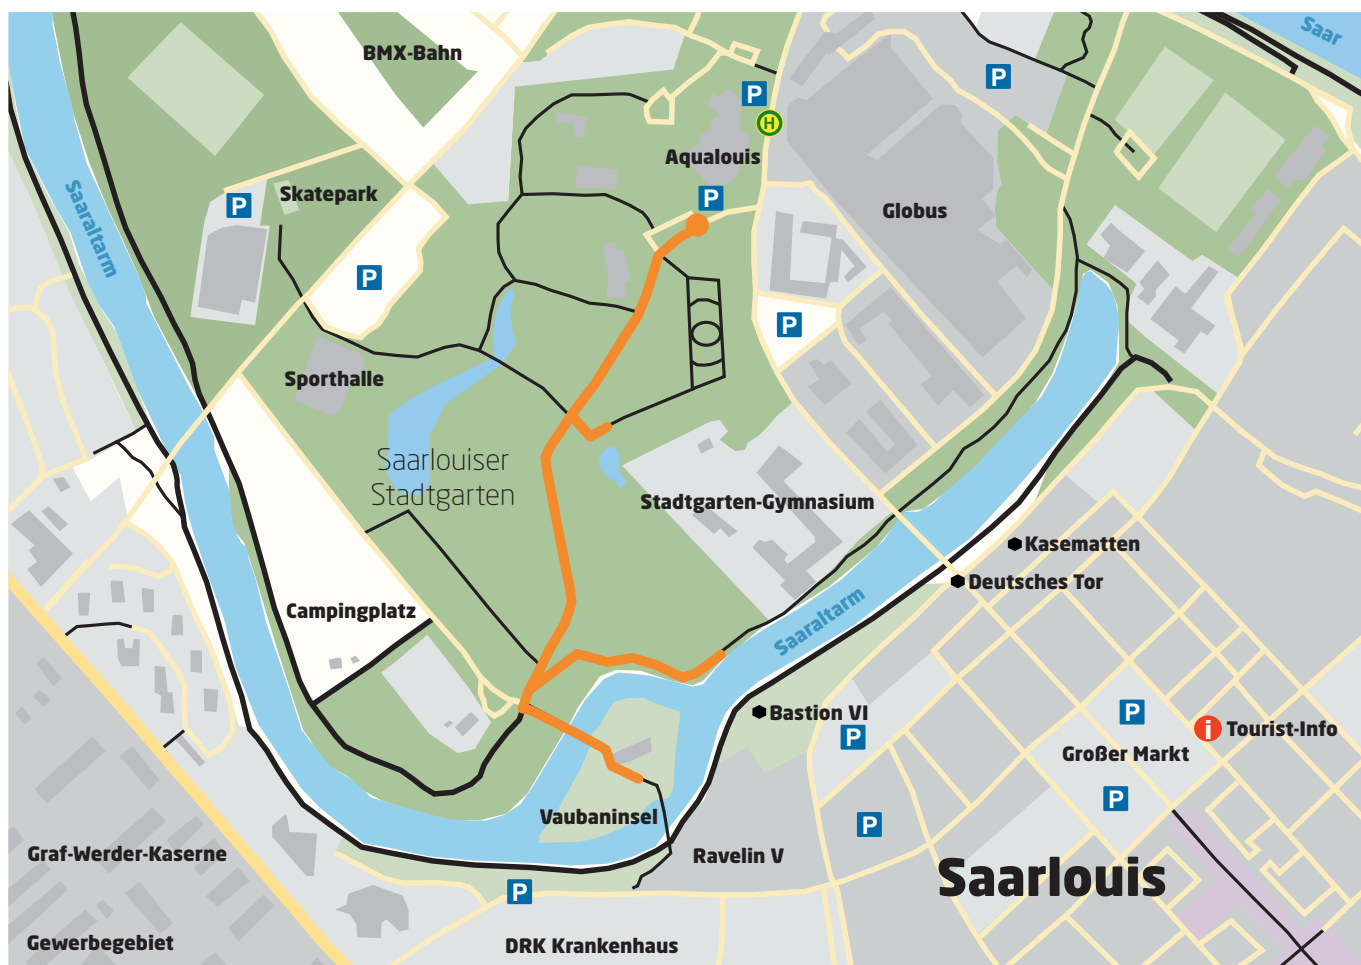 Saar
BMX-Bahn
P
P
H
Aqualouis
Saaraltarm
Skatepark
P
P
Globus
P
P
Sporthalle
Saarlouiser
Stadtgarten
Stadtgarten-Gymnasium
Kasematten
Deutsches Tor
Campingplatz
Saaraltarm
Bastion VI
P
P
i
Tourist-Info
Großer Markt
P
Vaubaninsel
P
Graf-Werder-Kaserne
Ravelin V
Saarlouis
P
Gewerbegebiet
DRK Krankenhaus